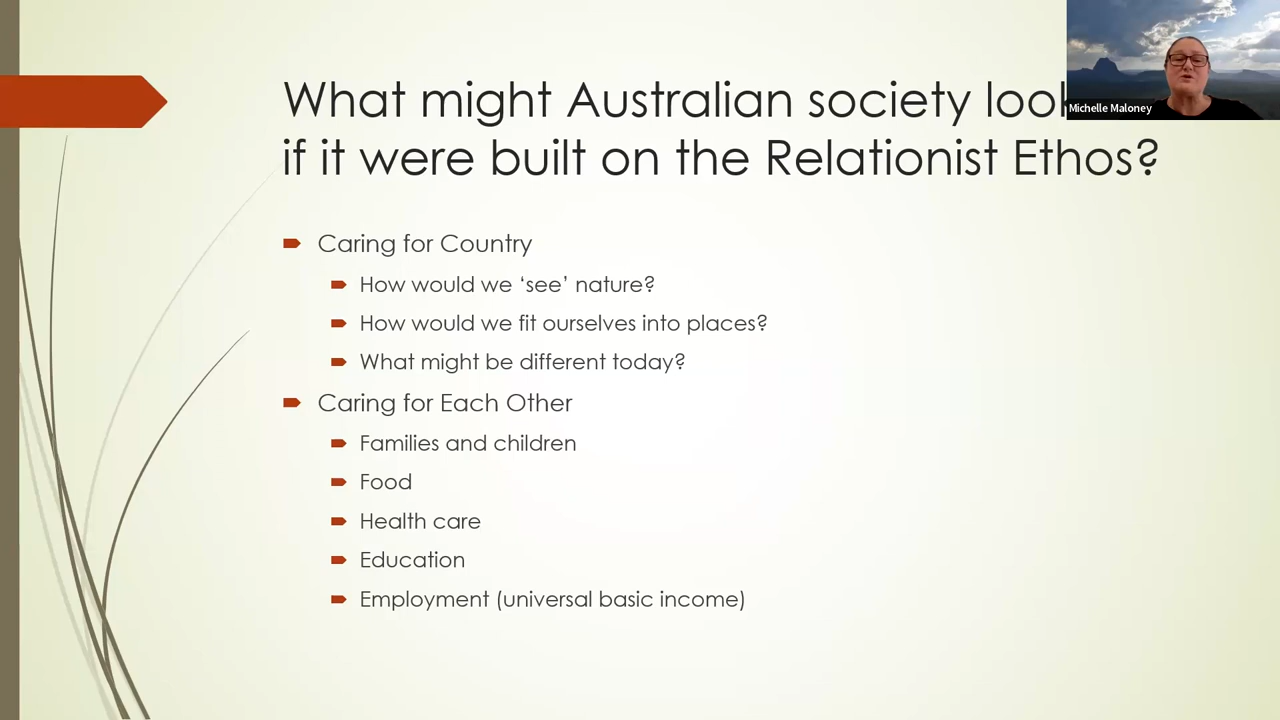 What might Australian society look
if it were built on the Relationist Ethos?
Michelle Maloney
Caring for Country
How would we ‘see’ nature?
How would we fit ourselves into places?
What might be different today?
Caring for Each Other
Families and children
Food
Health care
Education
Employment (universal basic income)